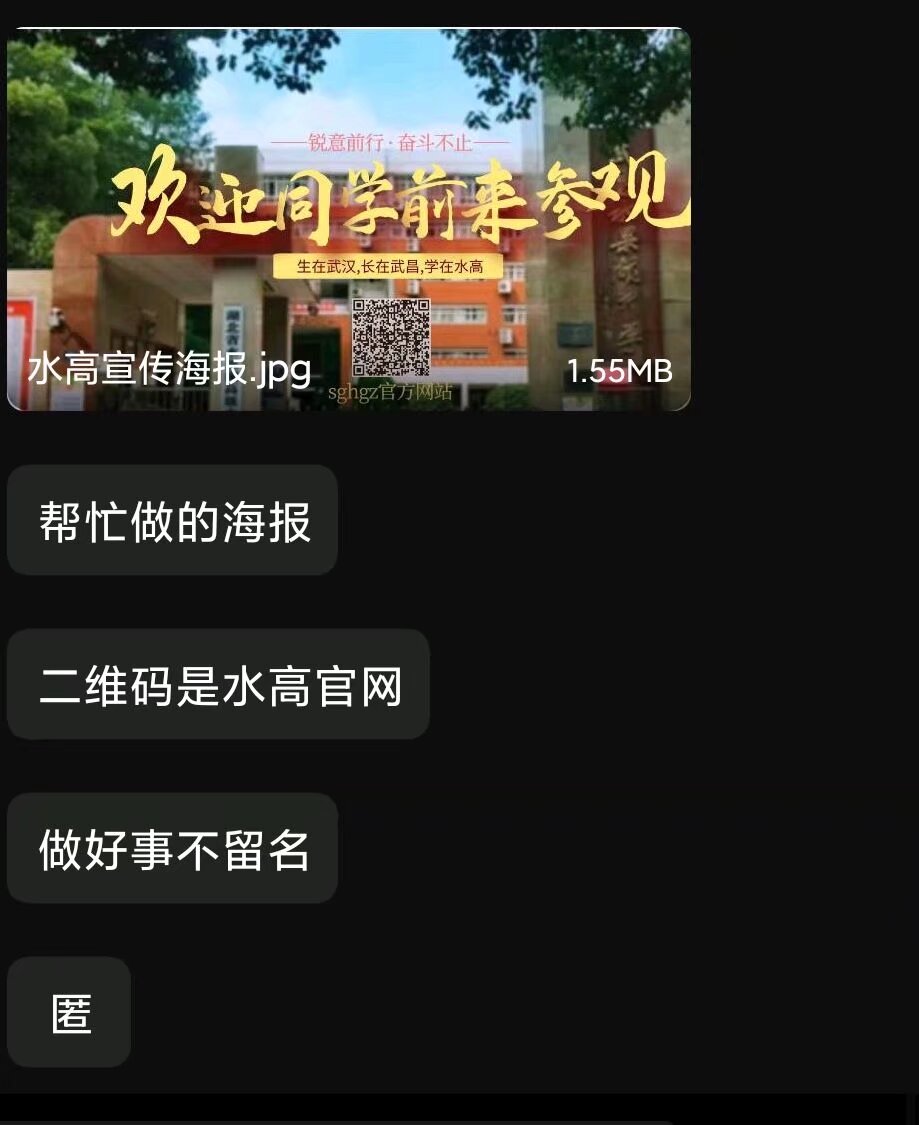 锐意前行·奋斗不止
欢迎同学前来参观
生在武汉,长在武昌,学在水高
水高宣传海报.jpg
1.55MB
sghgz官方网站
帮忙做的海报
二维码是水高官网
做好事不留名
匿